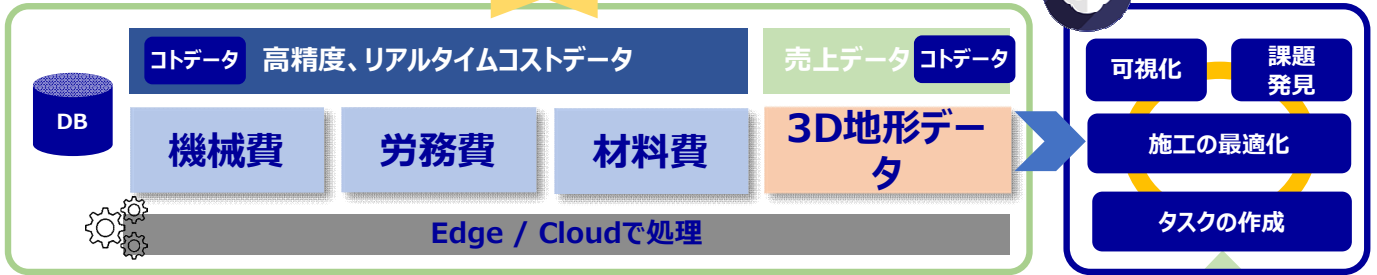 コトデータ 高精度、リアルタイムコストデータ
売上データ コトデータ
DB
機械費
労務費
材料費
3D地形デー
タ
Edge / Cloudで処理
可視化
課題
発見
施工の最適化
タスクの作成